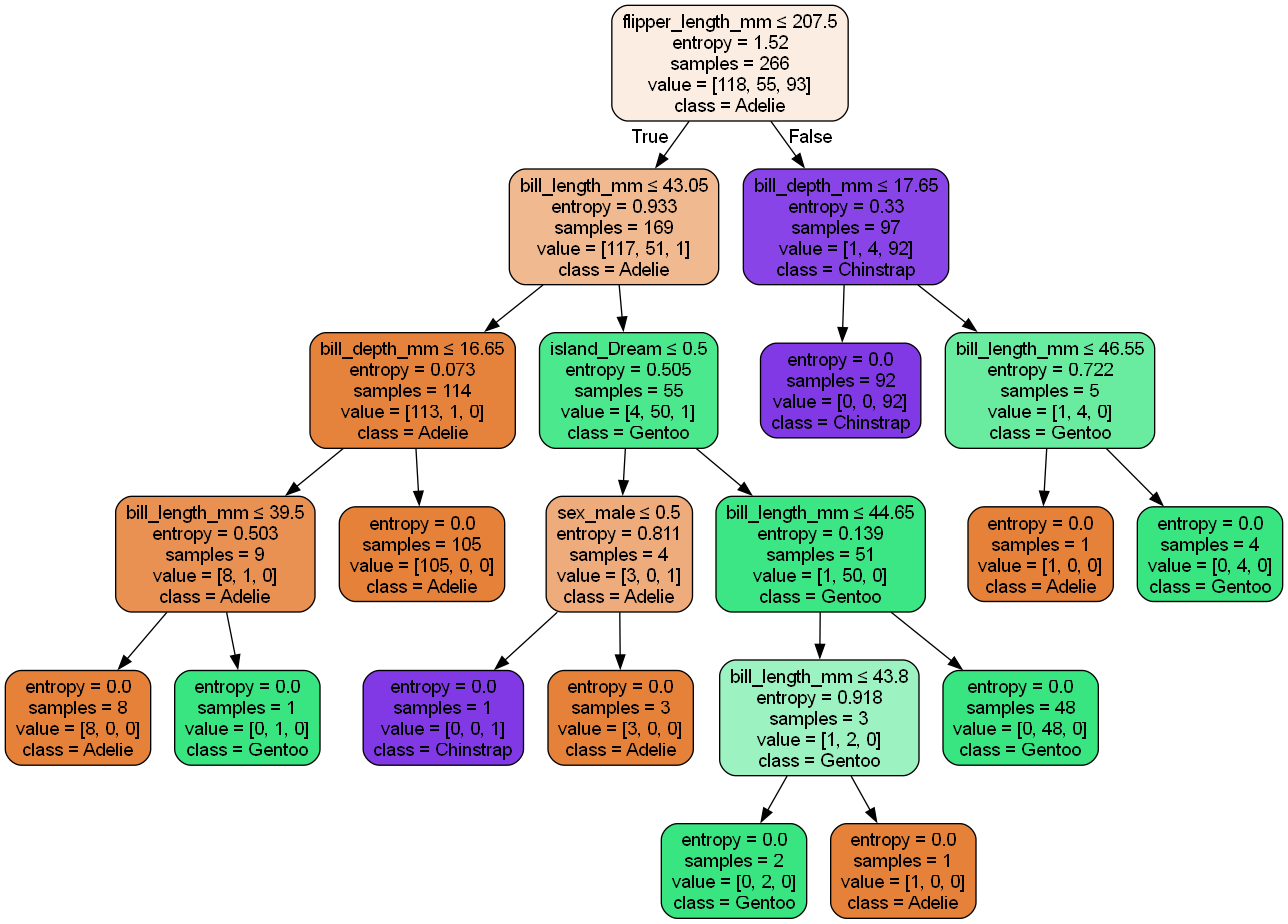 flipper_length_mm ≤ 207.5
entropy = 1.52
samples = 266
value = [118, 55, 93]
class = Adelie
True
False
bill_length_mm ≤ 43.05
entropy = 0.933
samples = 169
value = [117, 51, 1]
class = Adelie
bill_depth_mm ≤ 17.65
entropy = 0.33
samples = 97
value = [1, 4, 92]
class = Chinstrap
bill_depth_mm ≤ 16.65
entropy = 0.073
samples = 114
value = [113, 1, 0]
class = Adelie
island_Dream ≤ 0.5
entropy = 0.505
samples = 55
value = [4, 50, 1]
class = Gentoo
entropy = 0.0
samples = 92
value = [0, 0, 92]
class = Chinstrap
bill_length_mm ≤ 46.55
entropy = 0.722
samples = 5
value = [1, 4, 0]
class = Gentoo
bill_length_mm ≤ 39.5
entropy = 0.503
samples = 9
value = [8, 1, 0]
class = Adelie
entropy = 0.0
samples = 105
value = [105, 0, 0]
class = Adelie
sex_male ≤ 0.5
entropy = 0.811
samples = 4
value = [3, 0, 1]
class = Adelie
bill_length_mm ≤ 44.65
entropy = 0.139
samples = 51
value = [1, 50, 0]
class = Gentoo
entropy = 0.0
samples = 1
value = [1, 0, 0]
class = Adelie
entropy = 0.0
samples = 4
value = [0, 4, 0]
class = Gentoo
entropy = 0.0
samples = 8
value = [8, 0, 0]
class = Adelie
entropy = 0.0
samples = 1
value = [0, 1, 0]
class = Gentoo
entropy = 0.0
samples = 1
value = [0, 0, 1]
class = Chinstrap
entropy = 0.0
samples = 3
value = [3, 0, 0]
class = Adelie
bill_length_mm ≤ 43.8
entropy = 0.918
samples = 3
value = [1, 2, 0]
class = Gentoo
entropy = 0.0
samples = 48
value = [0, 48, 0]
class = Gentoo
entropy = 0.0
samples = 2
value = [0, 2, 0]
class = Gentoo
entropy = 0.0
samples = 1
value = [1, 0, 0]
class = Adelie